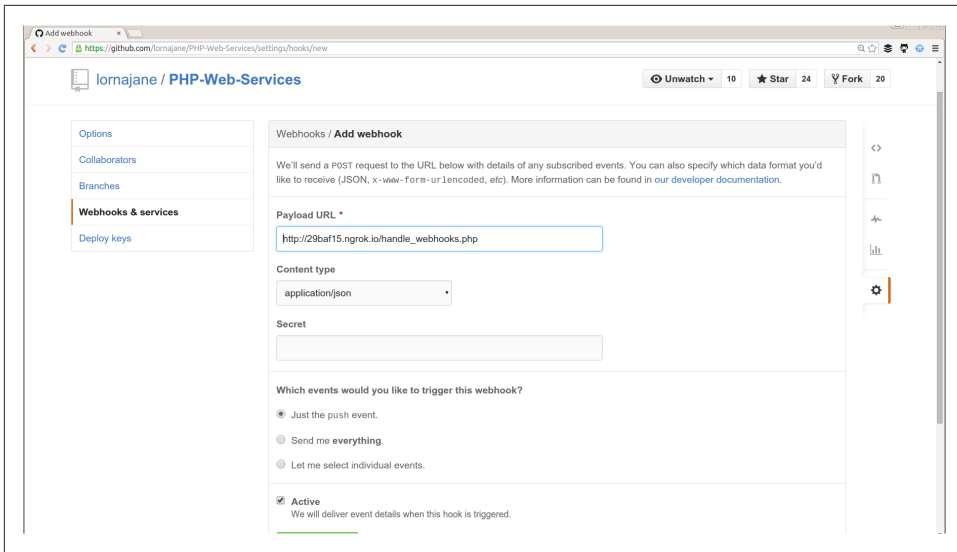 Add webhook ×
https://github.com/lornajane/PHP-Web-Services/settings/hooks/new
lornajane / PHP-Web-Services
Unwatch 10 Star 24 Fork 20
Options
Collaborators
Branches
Webhooks & services
Deploy keys
Webhooks / Add webhook
We'll send a POST request to the URL below with details of any subscribed events. You can also specify which data format you'd
like to receive (JSON, x-www-form-urlencoded, etc). More information can be found in our developer documentation.
Payload URL *
http://29baf15.ngrok.io/handle_webhooks.php
Content type
application/json
Secret
Which events would you like to trigger this webhook?
Just the push event.
Send me everything.
Let me select individual events.
Active
We will deliver event details when this hook is triggered.